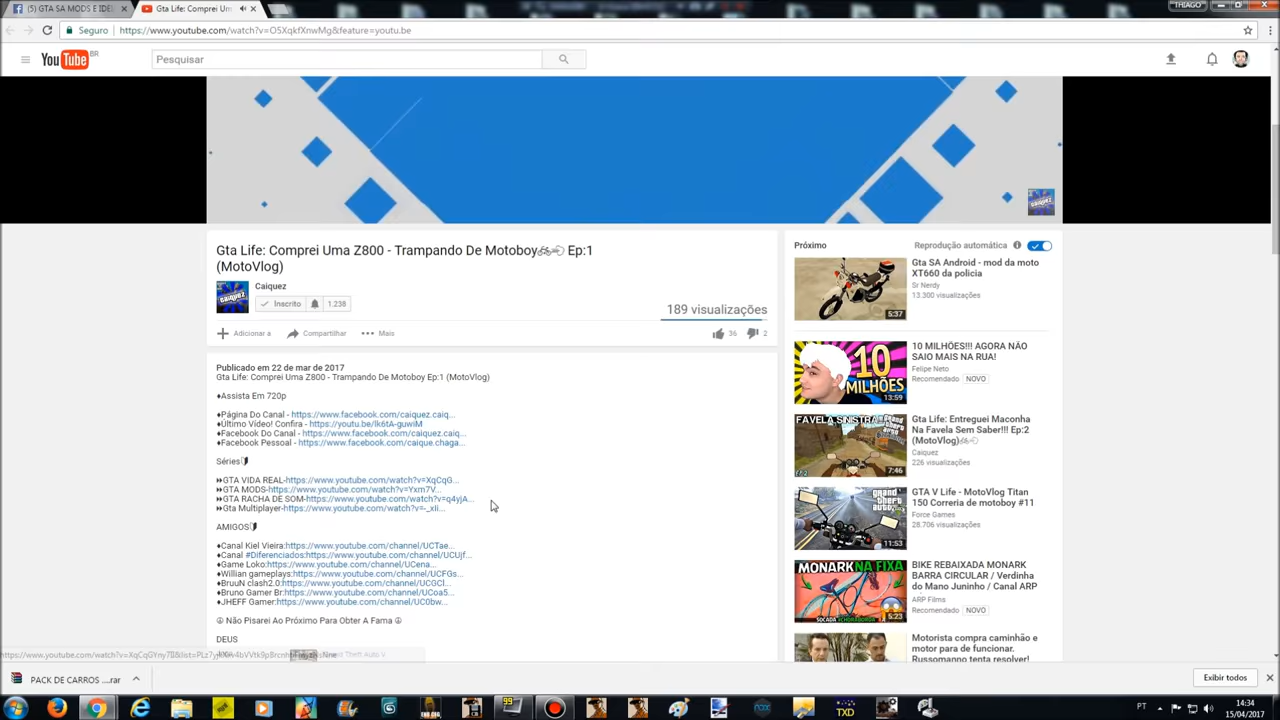 THIAGO
(5) GTA SA MODS E IDEI
Gta Life: Comprei Um
Seguro
https://www.youtube.com/watch?v=O5XqkfXnwMg&feature=youtu.be
YouTube BR
Pesquisar
CAIQUEZ
Gta Life: Comprei Uma Z800 - Trampando De Motoboy Ep:1
(MotoVlog)
CAIQUEZ
Caiquez
Inscrito 1.238
189 visualizações
Adicionar a Compartilhar ••• Mais
36 2
Publicado em 22 de mar de 2017
Gta Life: Comprei Uma Z800 - Trampando De Motoboy Ep:1 (MotoVlog)
♦Assista Em 720p
♦Página Do Canal - https://www.facebook.com/caiquez.caiq...
♦Ultimo Vídeo! Confira - https://youtu.be/lk6tA-guwiM
♦Facebook Do Canal - https://www.facebook.com/caiquez.caiq...
♦Facebook Pessoal - https://www.facebook.com/caique.chaga...
Séries
GTA VIDA REAL-https://www.youtube.com/watch?v=XqCqG...
GTA MODS-https://www.youtube.com/watch?v=Yxm7V...
GTA RACHA DE SOM-https://www.youtube.com/watch?v=q4yjA...
Gta Multiplayer-https://www.youtube.com/watch?v=-_xli...
AMIGOS
♦Canal Kiel Vieira:https://www.youtube.com/channel/UCTae...
♦Canal #Diferenciados:https://www.youtube.com/channel/UCUjf...
♦Game Loko:https://www.youtube.com/channel/UCena...
♦Willian gameplays:https://www.youtube.com/channel/UCFGs...
♦BruuN clash2.0:https://www.youtube.com/channel/UCGCl...
♦Bruno Gamer Br:https://www.youtube.com/channel/UCoa5...
♦JHEFF Gamer:https://www.youtube.com/channel/UC0bw...
☮ Não Pisarei Ao Próximo Para Obter A Fama ☮
DEUS
Próximo
Reprodução automática
5:37
Gta SA Android - mod da moto
XT660 da policia
Sr Nerdy
13.300 visualizações
10
MILHÕES
13:59
10 MILHÕES!!! AGORA NÃO
SAIO MAIS NA RUA!
Felipe Neto
Recomendado NOVO
FAVELA SINISTRA
7:46
Gta Life: Entreguei Maconha
Na Favela Sem Saber!!! Ep:2
(MotoVlog)
Caiquez
226 visualizações
11:53
GTA V Life - MotoVlog Titan
150 Correria de motoboy #11
Force Games
28.706 visualizações
MONARK NA FIXA
5:23
BIKE REBAIXADA MONARK
BARRA CIRCULAR / Verdinha
do Mano Juninho / Canal ARP
ARP Films
Recomendado NOVO
Motorista compra caminhão e
motor para de funcionar.
Russomanno tenta resolver!
PACK DE CARROS ....rar
Exibir todos
99
TXD
PT
14:34
15/04/2017